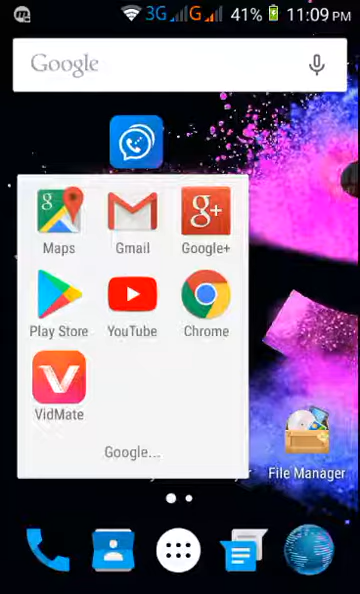 3G G 41% 11:09 PM
Google
Maps Gmail Google+
Play Store YouTube Chrome
VidMate
Google...
File Manager